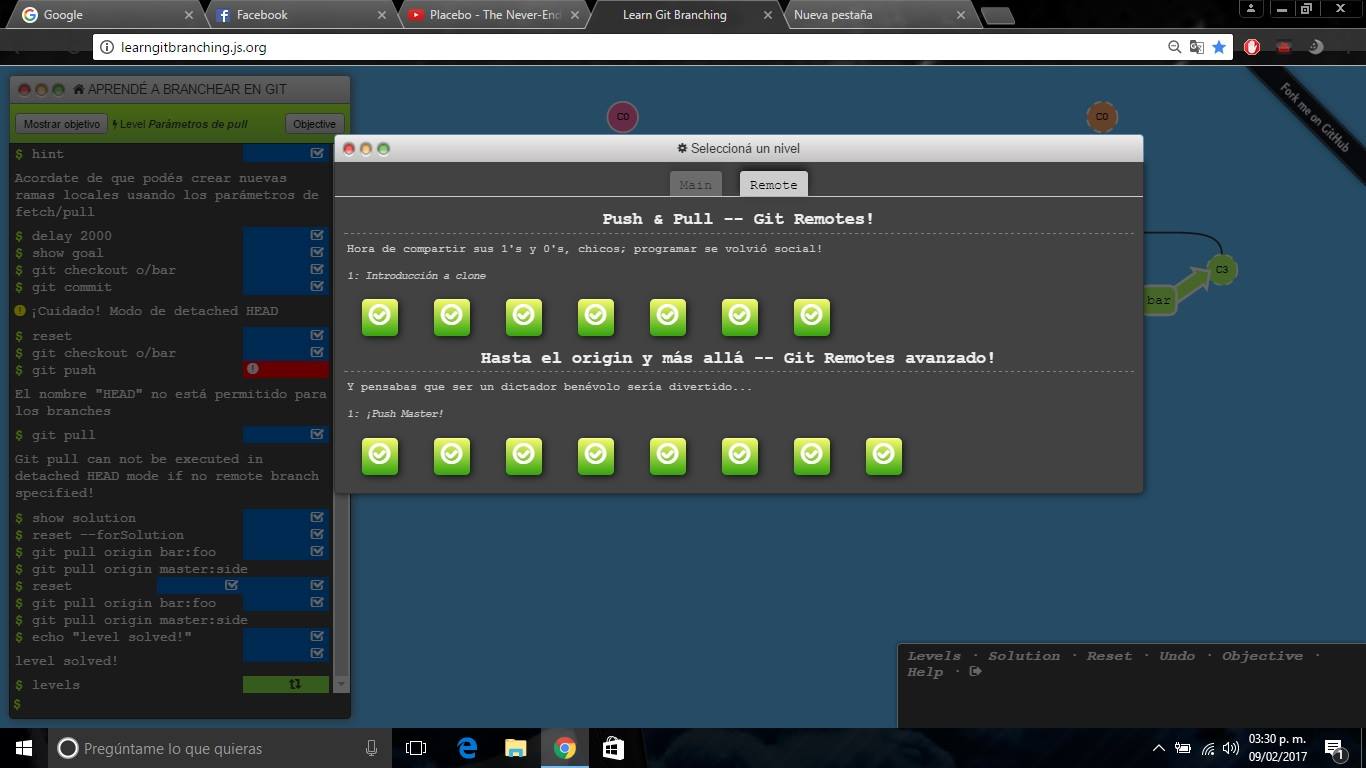 Google
Facebook
Placebo - The Never-End
Learn Git Branching
Nueva pestaña
learngitbranching.js.org
APRENDÉ A BRANCHEAR EN GIT
Mostrar objetivo
Level Parámetros de pull
Objective
$ hint
Acordate de que podés crear nuevas
ramas locales usando los parámetros de
fetch/pull
$ delay 2000
$ show goal
$ git checkout o/bar
$ git commit
¡Cuidado! Modo de detached HEAD
$ reset
$ git checkout o/bar
$ git push
El nombre "HEAD" no está permitido para
los branches
$ git pull
Git pull can not be executed in
detached HEAD mode if no remote branch
specified!
$ show solution
$ reset --forSolution
$ git pull origin bar:foo
$ git pull origin master:side
$ reset
$ git pull origin bar:foo
$ git pull origin master:side
$ echo "level solved!"
level solved!
$ levels
$
C0
C0
Fork me on GitHub
Seleccioná un nivel
Main
Remote
Push & Pull -- Git Remotes!
Hora de compartir sus 1's y 0's, chicos; programar se volvió social!
1: Introducción a clone
Hasta el origin y más allá -- Git Remotes avanzado!
Y pensabas que ser un dictador benévolo sería divertido...
1: ¡Push Master!
C3
bar
Levels · Solution · Reset · Undo · Objective ·
Help ·
Pregúntame lo que quieras
03:30 p. m.
09/02/2017
1